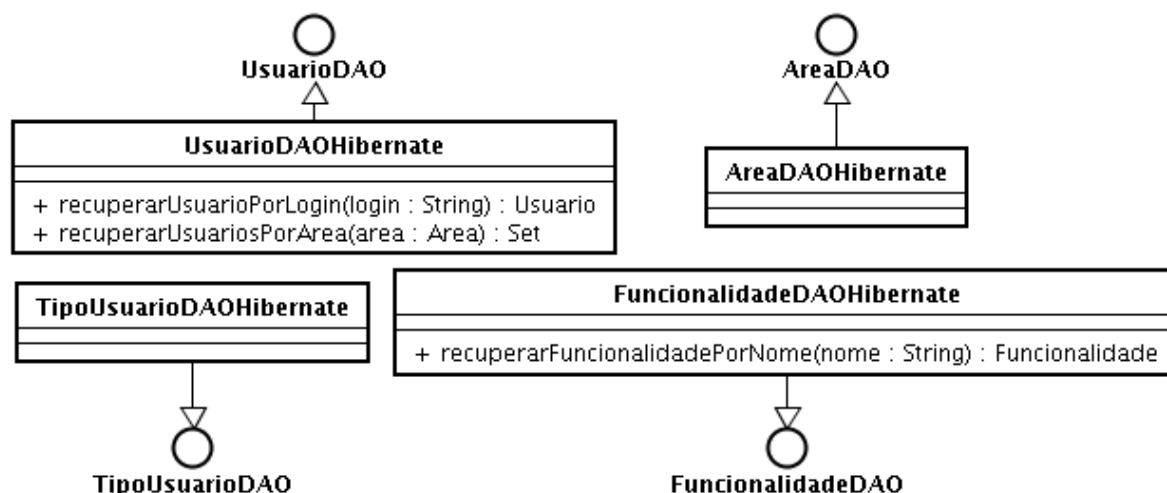 UsuarioDAO
AreaDAO
UsuarioDAOHibernate
+ recuperarUsuarioPorLogin(login : String) : Usuario
+ recuperarUsuariosPorArea(area : Area) : Set
AreaDAOHibernate
TipoUsuarioDAOHibernate
FuncionalidadeDAOHibernate
+ recuperarFuncionalidadePorNome(nome : String) : Funcionalidade
TipoUsuarioDAO
FuncionalidadeDAO